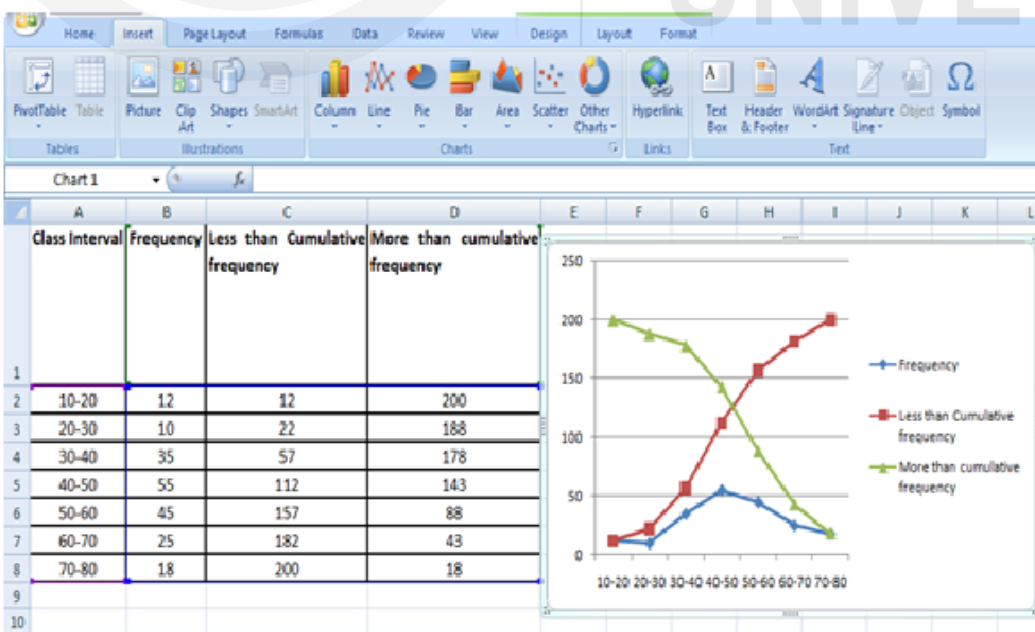 UNIVE
Home Insert Page Layout Formulas Data Review View Design Layout Format
PivotTable Table Picture Clip Art Shapes SmartArt Column Line Pie Bar Area Scatter Other Charts Hyperlink Text Box Header & Footer WordArt Signature Line Object Symbol
Tables Illustrations Charts Links Text
Chart 1 fx
A B C D E F G H I J K L
1 Class Interval Frequency Less than Cumulative frequency More than cumulative frequency
2 10-20 12 12 200
3 20-30 10 22 188
4 30-40 35 57 178
5 40-50 55 112 143
6 50-60 45 157 88
7 60-70 25 182 43
8 70-80 18 200 18
9
10
250
200
150
100
50
0
10-20 20-30 30-40 40-50 50-60 60-70 70-80
Frequency
Less than Cumulative
frequency
More than cumulative
frequency